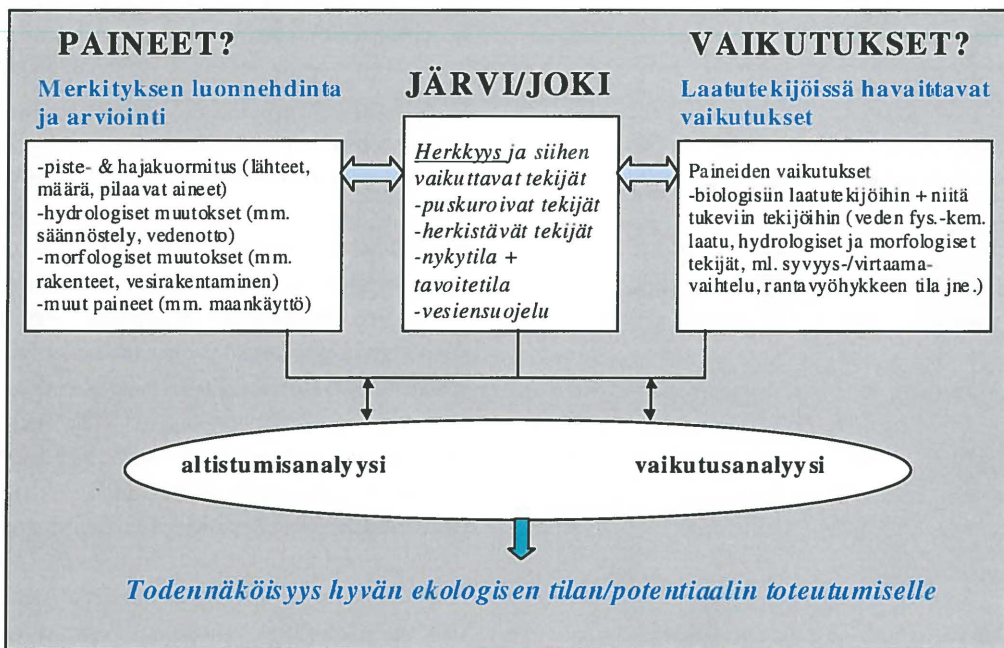 PAINEET?
Merkityksen luonnehdinta
ja arviointi
-piste- & hajakuormitus (lähteet,
määrä, pilaavat aineet)
-hydrologiset muutokset (mm.
säännöstely, vedenotto)
-morfologiset muutokset (mm.
rakenteet, vesirakentaminen)
-muut paineet (mm. maankäyttö)
JÄRVI/JOKI
Herkkyys ja siihen
vaikuttavat tekijät
-puskuroivat tekijät
-herkistävät tekijät
-nykytila +
tavoitetila
-vesiensuojelu
VAIKUTUKSET?
Laatutekijöissä havaittavat
vaikutukset
Paineiden vaikutukset
-biologisiin laatutekijöihin + niitä
tukeviin tekijöihin (veden fys.-kem.
laatu, hydrologiset ja morfologiset
tekijät, ml. syvyys-/virtaama-
vaihtelu, rantavyöhykkeen tila jne.)
altistumisanalyysi
vaikutusanalyysi
Todennäköisyys hyvän ekologisen tilan/potentiaalin toteutumiselle